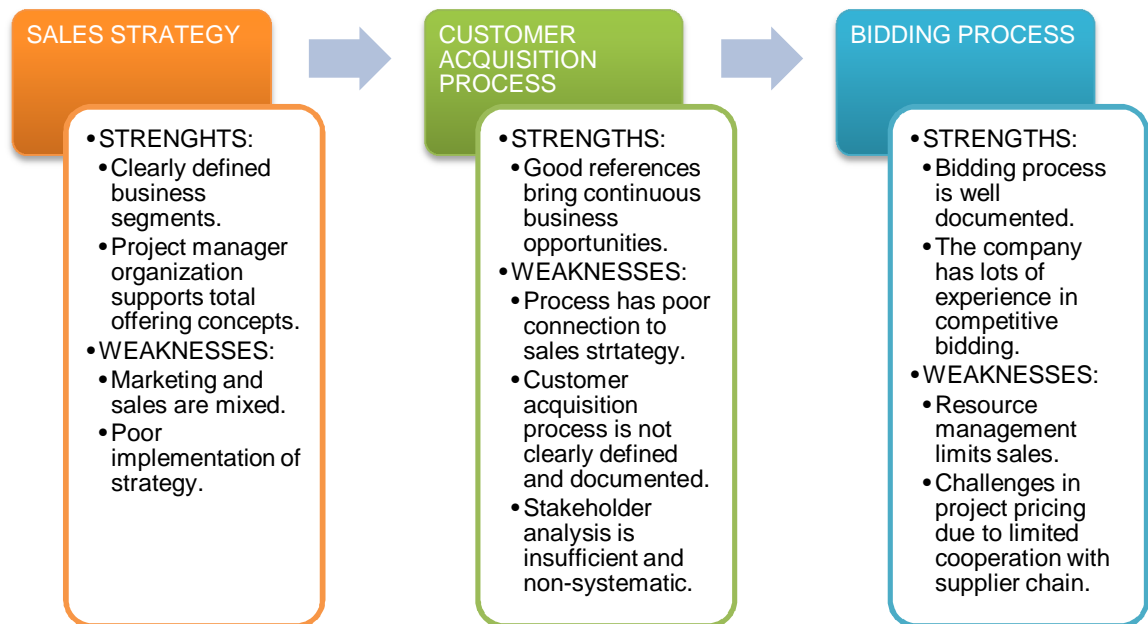 SALES STRATEGY
•STRENGHTS:
•Clearly defined
business
segments.
•Project manager
organization
supports total
offering concepts.
•WEAKNESSES:
•Marketing and
sales are mixed.
•Poor
implementation of
strategy.
CUSTOMER
ACQUISITION
PROCESS
•STRENGTHS:
•Good references
bring continuous
business
opportunities.
•WEAKNESSES:
•Process has poor
connection to
sales strtategy.
•Customer
acquisition
process is not
clearly defined
and documented.
•Stakeholder
analysis is
insufficient and
non-systematic.
BIDDING PROCESS
•STRENGTHS:
•Bidding process
is well
documented.
•The company
has lots of
experience in
competitive
bidding.
•WEAKNESSES:
•Resource
management
limits sales.
•Challenges in
project pricing
due to limited
cooperation with
supplier chain.